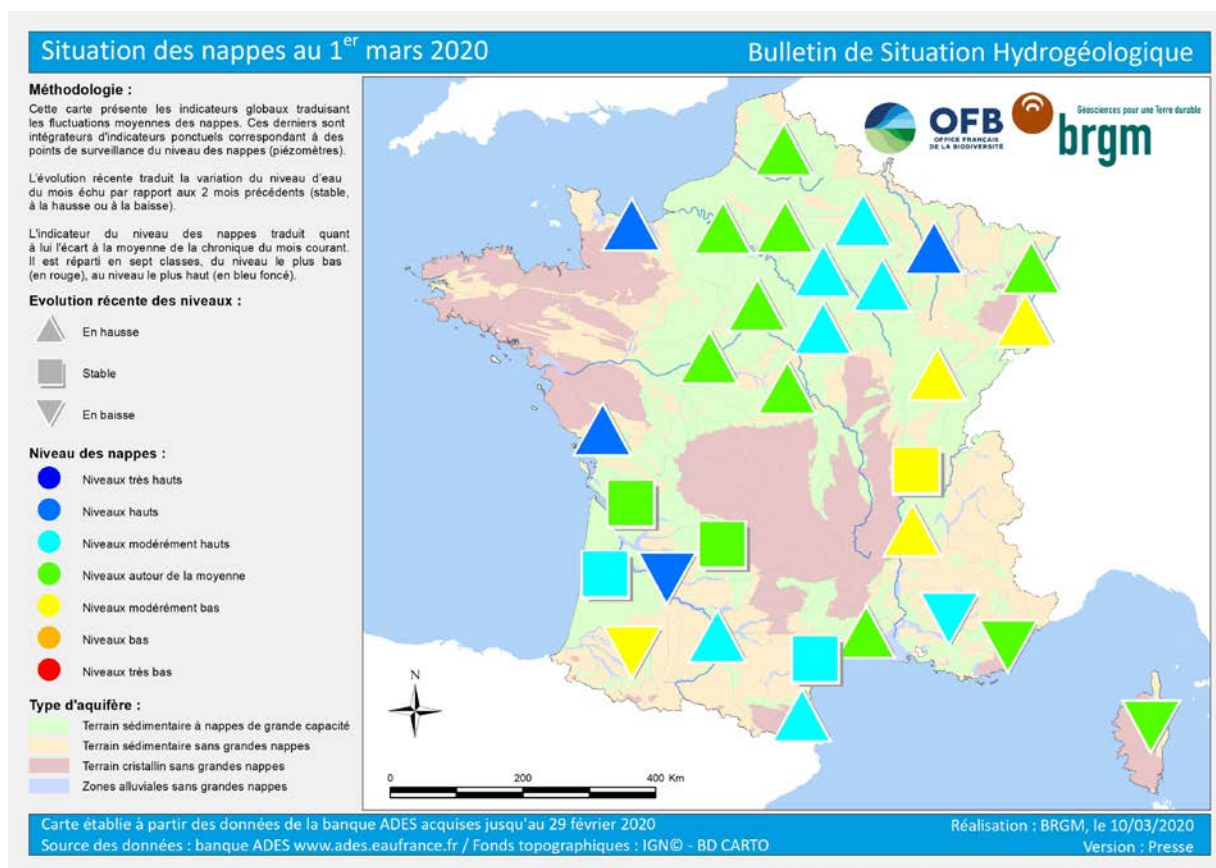 Situation des nappes au 1er mars 2020
Bulletin de Situation Hydrogéologique
Méthodologie :
Cette carte présente les indicateurs globaux traduisant
les fluctuations moyennes des nappes. Ces derniers sont
intégrateurs d'indicateurs ponctuels correspondant à des
points de surveillance du niveau des nappes (piézomètres).
L'évolution récente traduit la variation du niveau d'eau
du mois échu par rapport aux 2 mois précédents (stable,
à la hausse ou à la baisse).
L'indicateur du niveau des nappes traduit quant
à lui l'écart à la moyenne de la chronique du mois courant.
Il est réparti en sept classes, du niveau le plus bas
(en rouge), au niveau le plus haut (en bleu foncé).
Evolution récente des niveaux :
En hausse
Stable
En baisse
Niveau des nappes :
Niveaux très hauts
Niveaux hauts
Niveaux modérément hauts
Niveaux autour de la moyenne
Niveaux modérément bas
Niveaux bas
Niveaux très bas
Type d'aquifère :
Terrain sédimentaire à nappes de grande capacité
Terrain sédimentaire sans grandes nappes
Terrain cristallin sans grandes nappes
Zones alluviales sans grandes nappes
OFB
OFFICE FRANÇAIS
DE LA BIODIVERSITÉ
Géosciences pour une Terre durable
brgm
N
0 200 400 Km
Carte établie à partir des données de la banque ADES acquises jusqu'au 29 février 2020
Source des données : banque ADES www.ades.eaufrance.fr / Fonds topographiques : IGN© - BD CARTO
Réalisation : BRGM, le 10/03/2020
Version : Presse